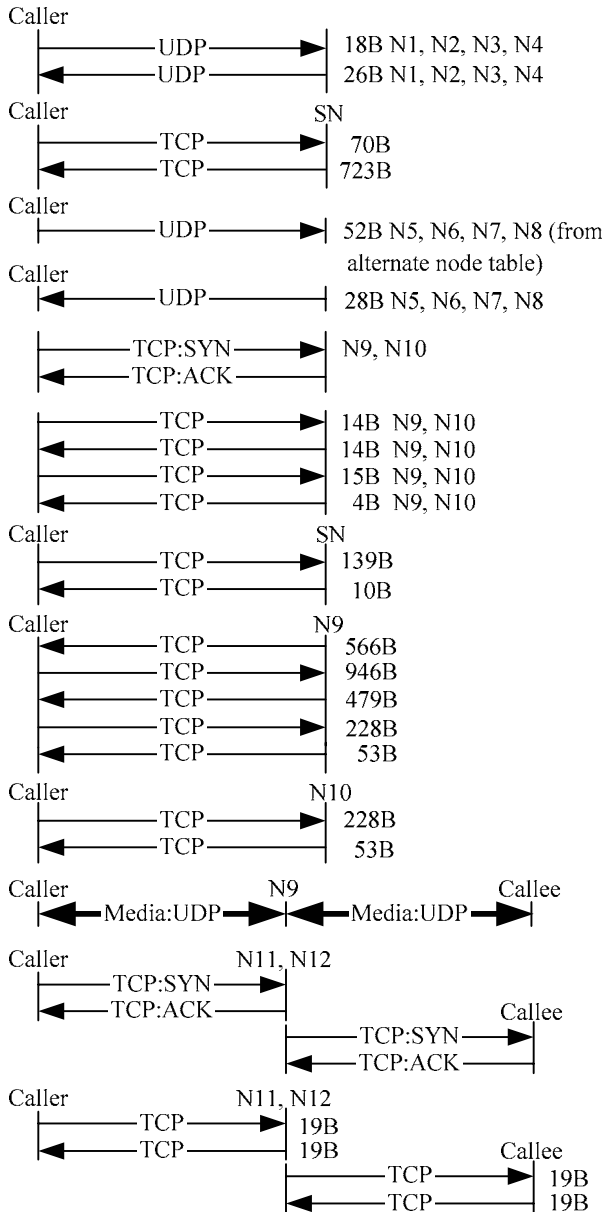 Caller
UDP 18B N1, N2, N3, N4
UDP 26B N1, N2, N3, N4
Caller SN
TCP 70B
TCP 723B
Caller
UDP 52B N5, N6, N7, N8 (from
alternate node table)
Caller
UDP 28B N5, N6, N7, N8
TCP:SYN N9, N10
TCP:ACK
TCP 14B N9, N10
TCP 14B N9, N10
TCP 15B N9, N10
TCP 4B N9, N10
Caller SN
TCP 139B
TCP 10B
Caller N9
TCP 566B
TCP 946B
TCP 479B
TCP 228B
TCP 53B
Caller N10
TCP 228B
TCP 53B
Caller N9 Callee
Media:UDP Media:UDP
Caller N11, N12
TCP:SYN
TCP:ACK Callee
TCP:SYN
TCP:ACK
Caller N11, N12
TCP 19B
TCP 19B Callee
TCP 19B
TCP 19B